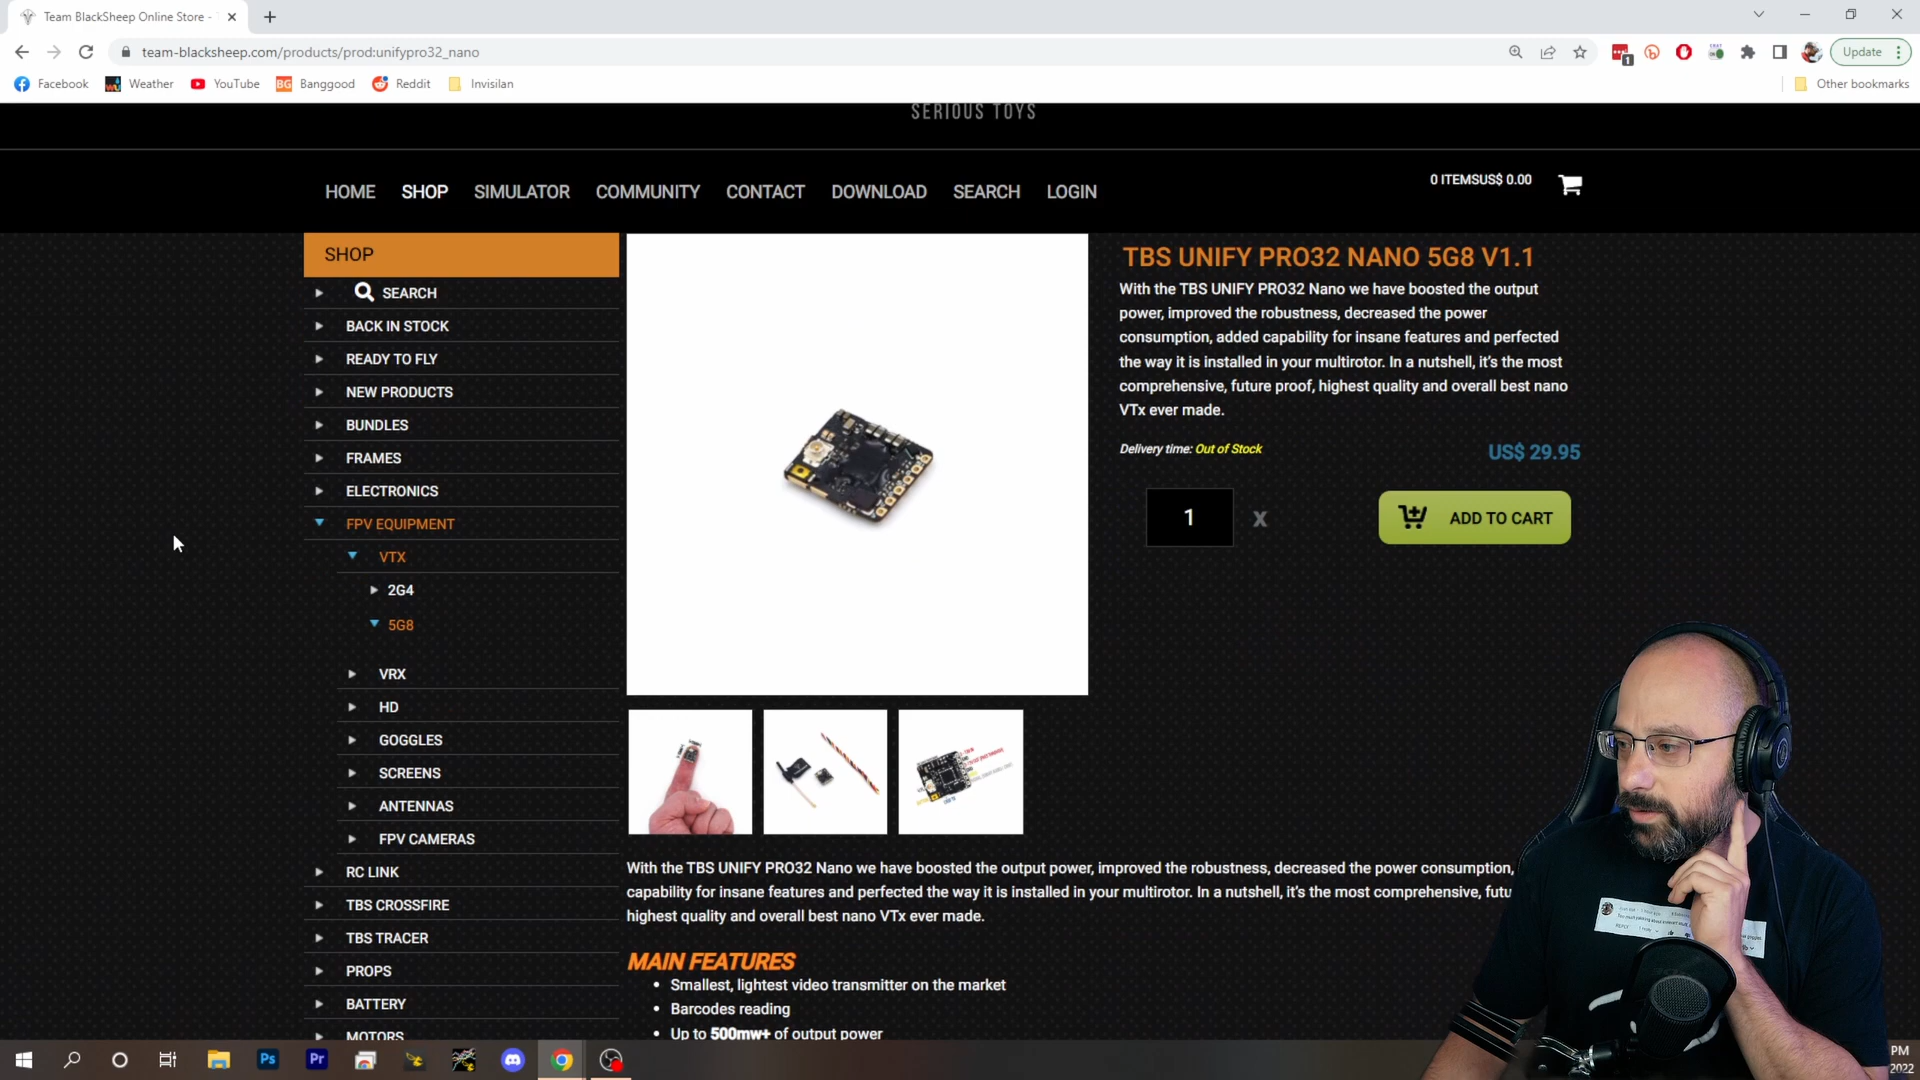 Team BlackSheep Online Store -
team-blacksheep.com/products/prod:unifypro32_nano
Update
Facebook
Weather
YouTube
BG Banggood
Reddit
Invisilan
Other bookmarks
SERIOUS TOYS
HOME SHOP SIMULATOR COMMUNITY CONTACT DOWNLOAD SEARCH LOGIN
0 ITEMSUS$ 0.00
SHOP
SEARCH
BACK IN STOCK
READY TO FLY
NEW PRODUCTS
BUNDLES
FRAMES
ELECTRONICS
FPV EQUIPMENT
VTX
2G4
5G8
VRX
HD
GOGGLES
SCREENS
ANTENNAS
FPV CAMERAS
RC LINK
TBS CROSSFIRE
TBS TRACER
PROPS
BATTERY
MOTORS
TBS UNIFY PRO32 NANO 5G8 V1.1
With the TBS UNIFY PRO32 Nano we have boosted the output
power, improved the robustness, decreased the power
consumption, added capability for insane features and perfected
the way it is installed in your multirotor. In a nutshell, it's the most
comprehensive, future proof, highest quality and overall best nano
VTx ever made.
Delivery time: Out of Stock
US$ 29.95
1 x
ADD TO CART
With the TBS UNIFY PRO32 Nano we have boosted the output power, improved the robustness, decreased the power consumption,
capability for insane features and perfected the way it is installed in your multirotor. In a nutshell, it's the most comprehensive, futu
highest quality and overall best nano VTx ever made.
MAIN FEATURES
• Smallest, lightest video transmitter on the market
• Barcodes reading
• Up to 500mw+ of output power
Ps
Pr
PM
2022